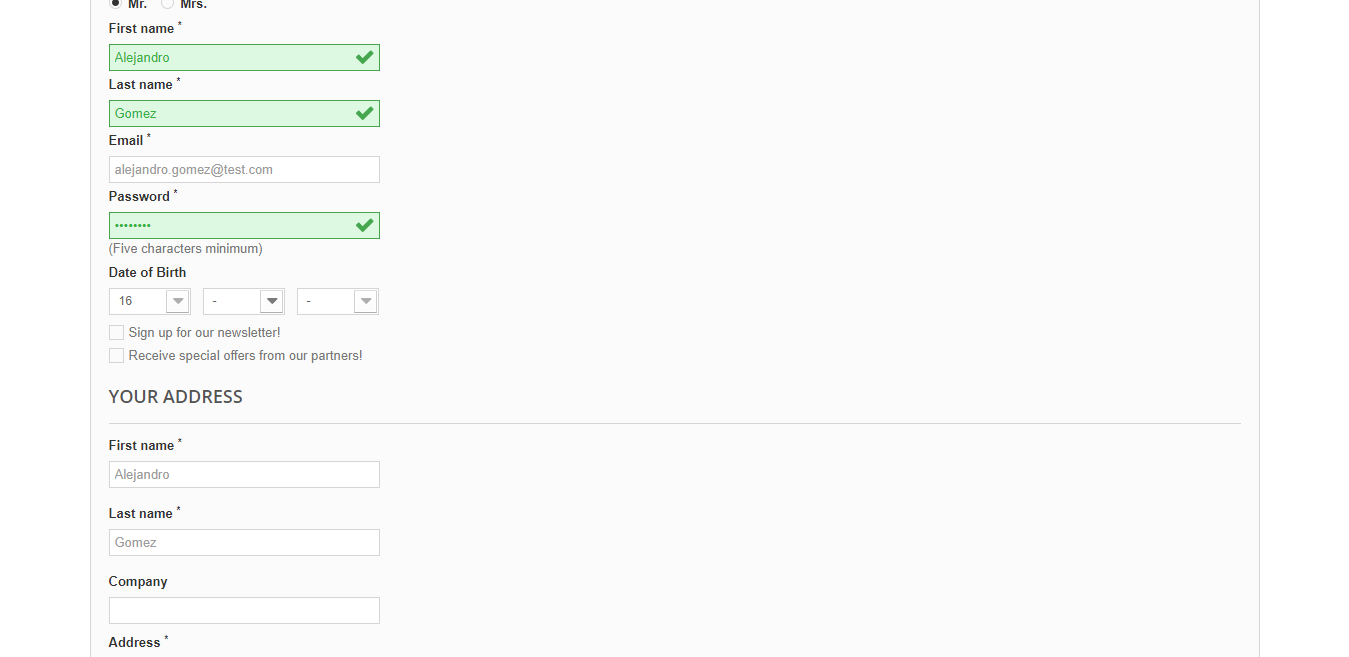 Mr. Mrs.
First name *
Alejandro
Last name *
Gomez
Email *
alejandro.gomez@test.com
Password *
••••••••
(Five characters minimum)
Date of Birth
16 - -
Sign up for our newsletter!
Receive special offers from our partners!
YOUR ADDRESS
First name *
Alejandro
Last name *
Gomez
Company
Address *